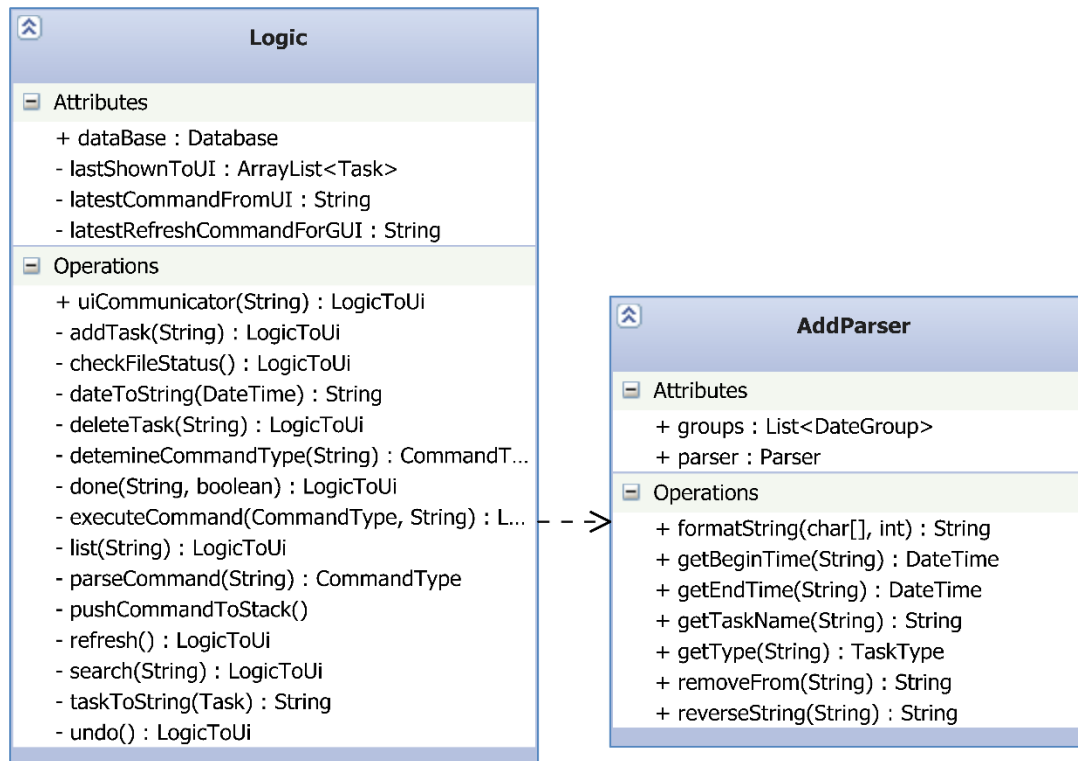 Logic
Attributes
+ dataBase : Database
- lastShownToUI : ArrayList<Task>
- latestCommandFromUI : String
- latestRefreshCommandForGUI : String
Operations
+ uiCommunicator(String) : LogicToUi
- addTask(String) : LogicToUi
- checkFileStatus() : LogicToUi
- dateToString(DateTime) : String
- deleteTask(String) : LogicToUi
- detemineCommandType(String) : CommandT...
- done(String, boolean) : LogicToUi
- executeCommand(CommandType, String) : L...
- list(String) : LogicToUi
- parseCommand(String) : CommandType
- pushCommandToStack()
- refresh() : LogicToUi
- search(String) : LogicToUi
- taskToString(Task) : String
- undo() : LogicToUi
AddParser
Attributes
+ groups : List<DateGroup>
+ parser : Parser
Operations
+ formatString(char[], int) : String
+ getBeginTime(String) : DateTime
+ getEndTime(String) : DateTime
+ getTaskName(String) : String
+ getType(String) : TaskType
+ removeFrom(String) : String
+ reverseString(String) : String